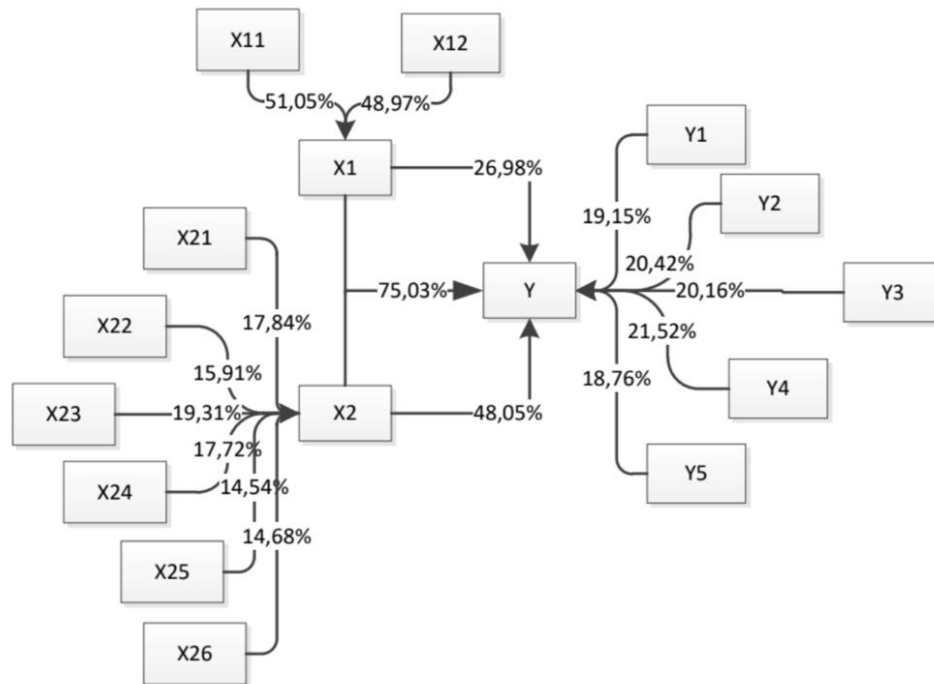 X11
X12
51,05%
48,97%
X1
26,98%
Y1
X21
19,15%
Y2
20,42%
75,03%
Y
20,16%
Y3
X22
17,84%
21,52%
15,91%
18,76%
Y4
X23
19,31%
X2
48,05%
17,72%
X24
14,54%
Y5
14,68%
X25
X26